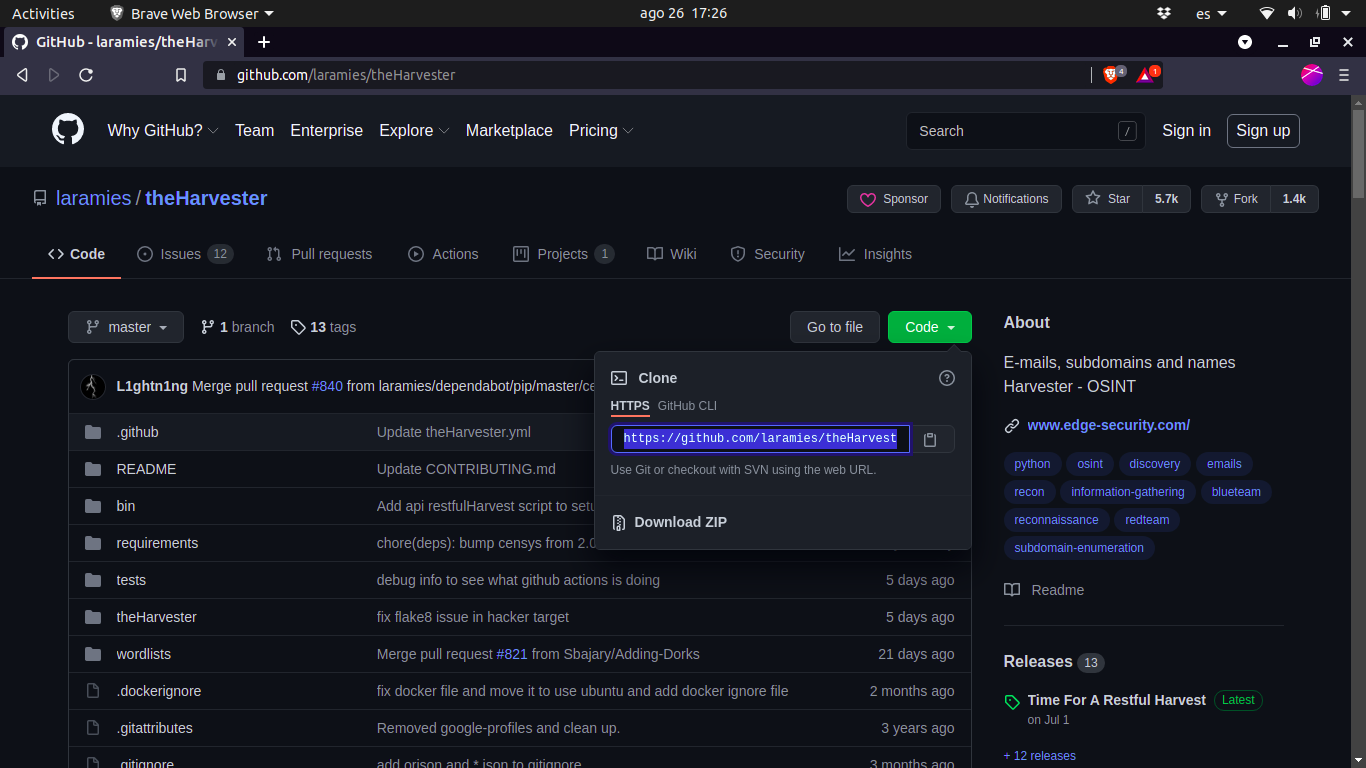 Activities Brave Web Browser ago 26 17:26 es
GitHub - laramies/theHarv
github.com/laramies/theHarvester 4 1
Why GitHub? Team Enterprise Explore Marketplace Pricing Search / Sign in Sign up
laramies / theHarvester Sponsor Notifications Star 5.7k Fork 1.4k
Code Issues 12 Pull requests Actions Projects 1 Wiki Security Insights
master 1 branch 13 tags Go to file Code
L1ghtn1ng Merge pull request #840 from laramies/dependabot/pip/master/ce
.github Update theHarvester.yml
README Update CONTRIBUTING.md
bin Add api restfulHarvest script to setu
requirements chore(deps): bump censys from 2.0
tests debug info to see what github actions is doing 5 days ago
theHarvester fix flake8 issue in hacker target 5 days ago
wordlists Merge pull request #821 from Sbajary/Adding-Dorks 21 days ago
.dockerignore fix docker file and move it to use ubuntu and add docker ignore file 2 months ago
.gitattributes Removed google-profiles and clean up. 3 years ago
.gitignore add orison and *.json to gitignore 3 months ago
Clone
HTTPS GitHub CLI
https://github.com/laramies/theHarvest
Use Git or checkout with SVN using the web URL.
Download ZIP
About
E-mails, subdomains and names
Harvester - OSINT
www.edge-security.com/
python osint discovery emails
recon information-gathering blueteam
reconnaissance redteam
subdomain-enumeration
Readme
Releases 13
Time For A Restful Harvest Latest
on Jul 1
+ 12 releases